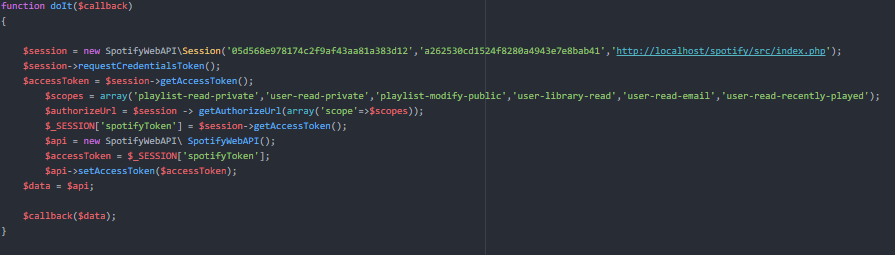 function doIt($callback)
{
$session = new SpotifyWebAPI\Session('05d568e978174c2f9af43aa81a383d12','a262530cd1524f8280a4943e7e8bab41','http://localhost/spotify/src/index.php');
$session->requestCredentialsToken();
$accessToken = $session->getAccessToken();
$scopes = array('playlist-read-private','user-read-private','playlist-modify-public','user-library-read','user-read-email','user-read-recently-played');
$authorizeUrl = $session -> getAuthorizeUrl(array('scope'=>$scopes));
$_SESSION['spotifyToken'] = $session->getAccessToken();
$api = new SpotifyWebAPI\ SpotifyWebAPI();
$accessToken = $_SESSION['spotifyToken'];
$api->setAccessToken($accessToken);
$data = $api;
$callback($data);
}